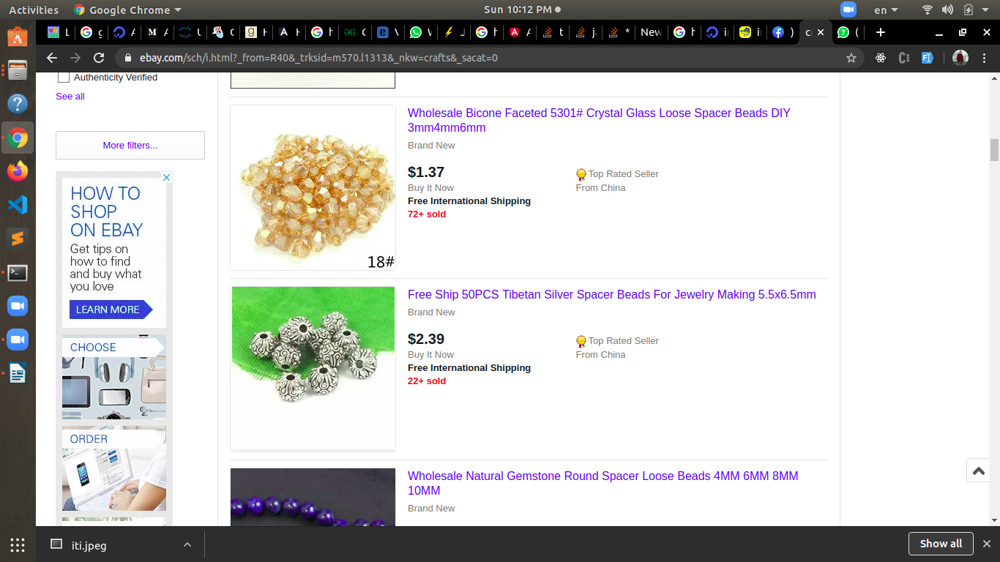 Activities
Google Chrome
Sun 10:12 PM
en
L
g
A
M
A
U
C
g
H
A
H
H
GG
C
V
W
J
H
A
A
t
j
*
New
H
i
i
)
c
(
ebay.com/sch/i.html?_from=R40&_trksid=m570.l1313&_nkw=crafts&_sacat=0
Authenticity Verified
See all
More filters...
HOW TO
SHOP
ON EBAY
Get tips on
how to find
and buy what
you love
LEARN MORE
CHOOSE
ORDER
Wholesale Bicone Faceted 5301# Crystal Glass Loose Spacer Beads DIY
3mm4mm6mm
Brand New
$1.37
Buy It Now
Free International Shipping
72+ sold
Top Rated Seller
From China
18#
Free Ship 50PCS Tibetan Silver Spacer Beads For Jewelry Making 5.5x6.5mm
Brand New
$2.39
Buy It Now
Free International Shipping
22+ sold
Top Rated Seller
From China
Wholesale Natural Gemstone Round Spacer Loose Beads 4MM 6MM 8MM
10MM
Brand New
iti.jpeg
Show all